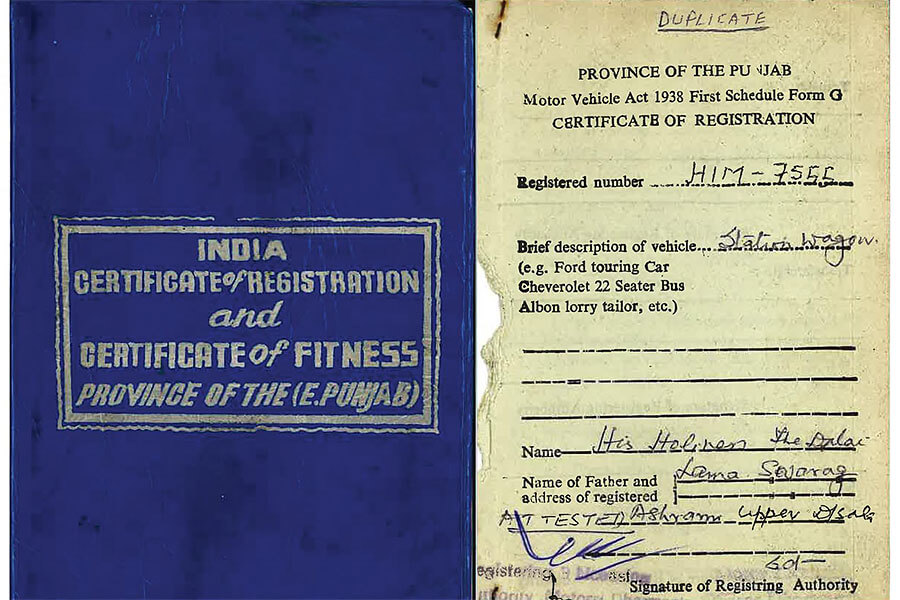 INDIA
CERTIFICATE of REGISTRATION
and
CERTIFICATE of FITNESS
PROVINCE OF THE (E.PUNJAB)
DUPLICATE
PROVINCE OF THE PUNJAB
Motor Vehicle Act 1938 First Schedule Form G
CERTIFICATE OF REGISTRATION
Registered number HIM-7555
Brief description of vehicle... Station Wagon.
(e.g. Ford touring Car
Cheverolet 22 Seater Bus
Albon lorry tailor, etc.)
Name His Holiness The Dalai
Name of Father and Lama Swarag
address of registered
ATTESTED Ashram Upper
Sd/-
Signature of Registring Authority